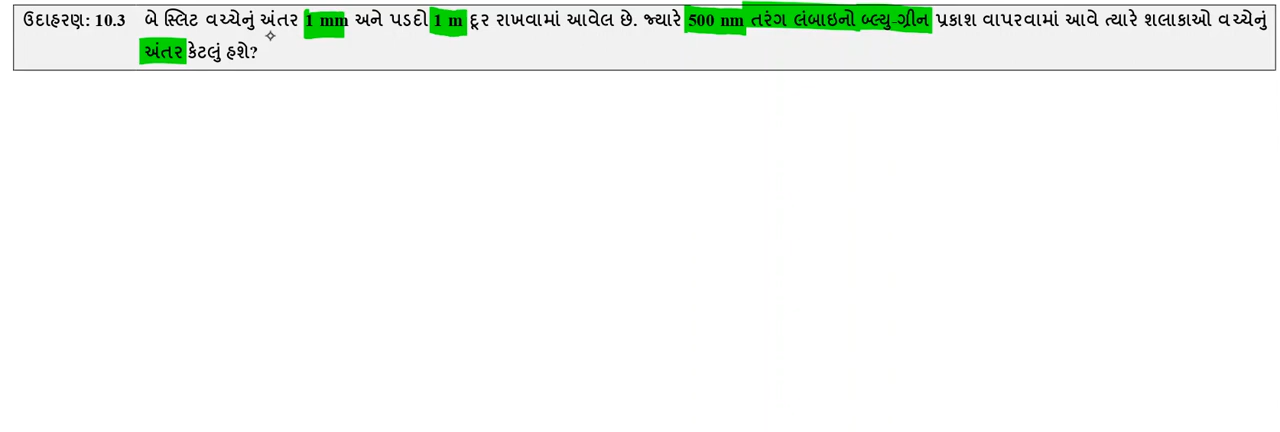 ઉદાહરણ: 10.3 બે સ્લિટ વચ્ચેનું અંતર 1 mm અને પડદો 1 m દૂર રાખવામાં આવેલ છે. જ્યારે 500 nm તરંગ લંબાઇનો બ્લ્યુ-ગ્રીન પ્રકાશ વાપરવામાં આવે ત્યારે શલાકાઓ વચ્ચેનું
અંતર કેટલું હશે?